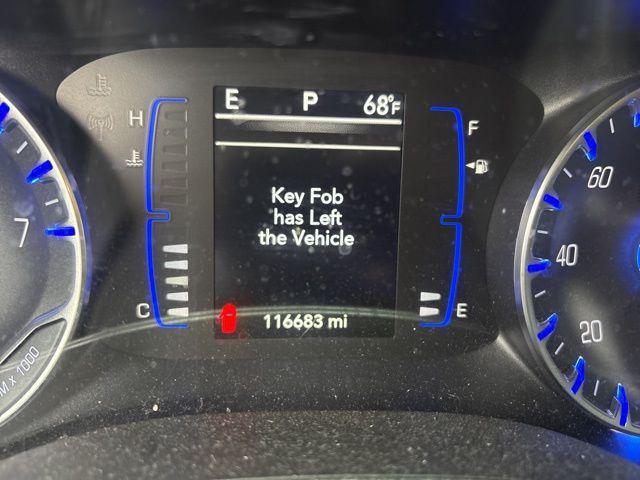 E P 68°F
H F
7 60
Key Fob
has Left
the Vehicle
40
C E
116683 mi
20
M x 1000